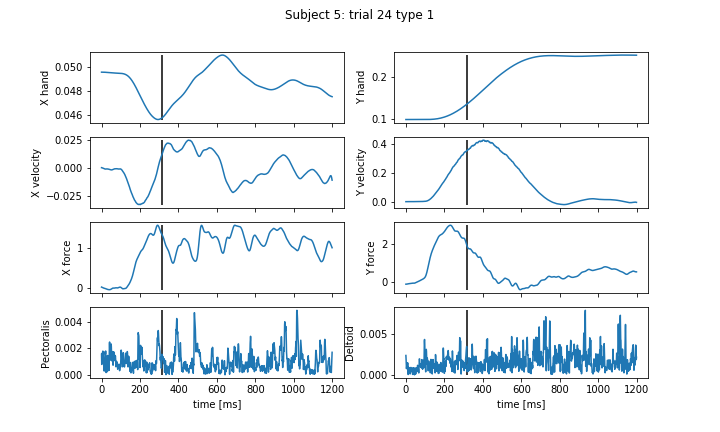 Subject 5: trial 24 type 1
X hand
0.050
0.048
0.046
Y hand
0.2
0.1
X velocity
0.025
0.000
−0.025
Y velocity
0.4
0.2
0.0
X force
1
0
Y force
2
0
Pectoralis
0.004
0.002
0.000
0 200 400 600 800 1000 1200
time [ms]
Deltoid
0.005
0.000
0 200 400 600 800 1000 1200
time [ms]